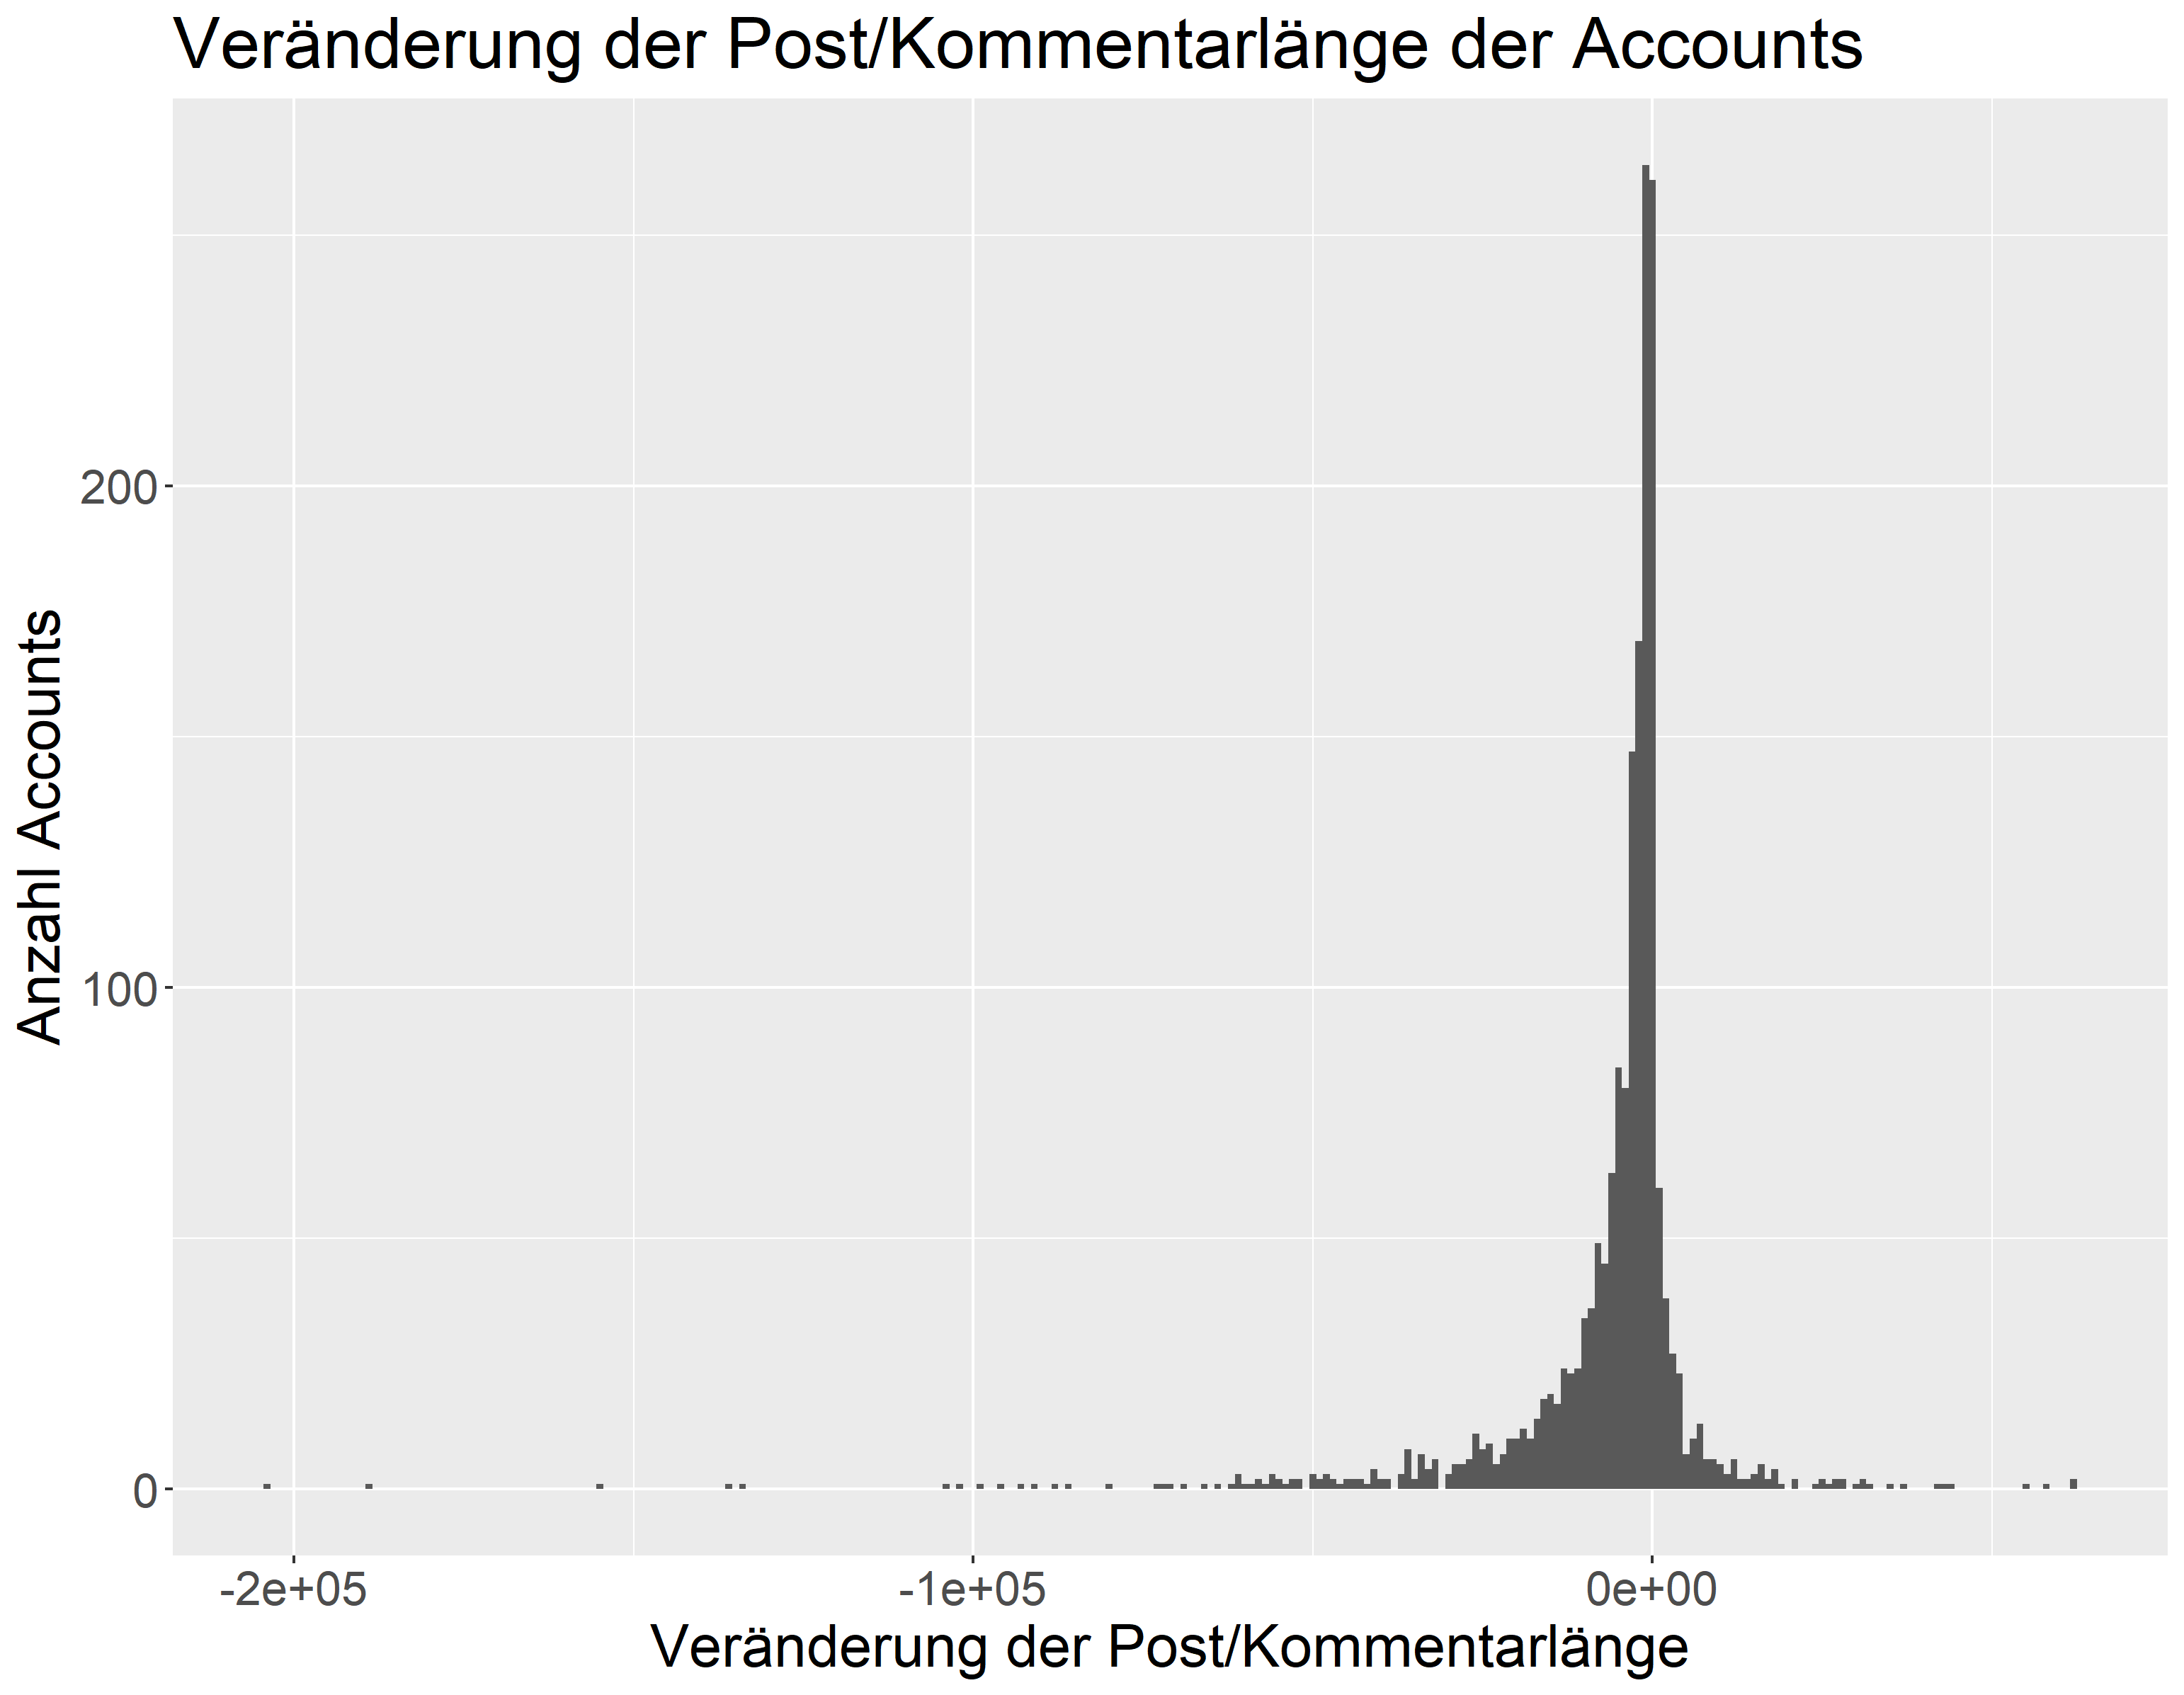 Veränderung der Post/Kommentarlänge der Accounts
Anzahl Accounts
200
100
0
-2e+05
-1e+05
0e+00
Veränderung der Post/Kommentarlänge